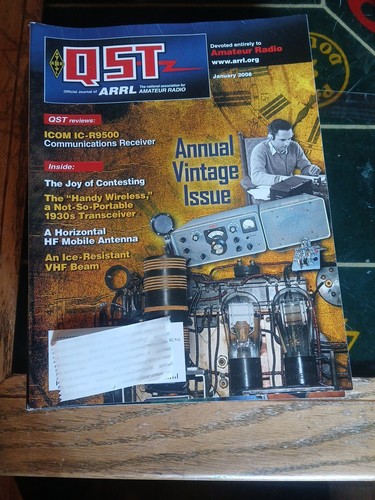 QST
Devoted entirely to
Amateur Radio
www.arrl.org
Official Journal of ARRL The national association for
AMATEUR RADIO
January 2008
QST reviews:
ICOM IC-R9500
Communications Receiver
Inside:
The Joy of Contesting
The "Handy Wireless,"
a Not-So-Portable
1930s Transceiver
A Horizontal
HF Mobile Antenna
An Ice-Resistant
VHF Beam
Annual
Vintage
Issue